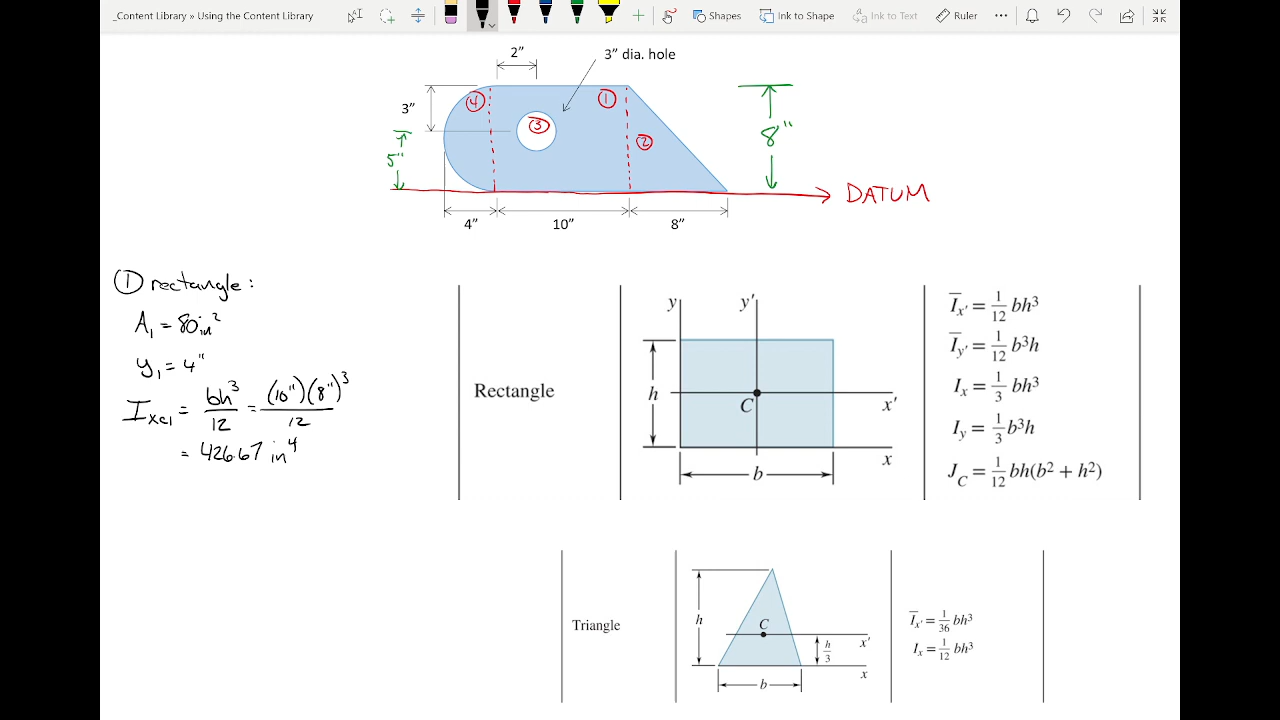 _Content Library » Using the Content Library
Shapes
Ink to Shape
Ink to Text
Ruler
2”
3” dia. hole
3”
④
①
③
②
5"
8"
DATUM
4”
10”
8”
① rectangle:
A₁ = 80 in²
y₁ = 4"
Ixc1 = bh³/12 = (10")(8")³/12
= 426.67 in⁴
Rectangle
y
y′
h
C
x′
x
b
Īx′ = 1/12 bh³
Īy′ = 1/12 b³h
Ix = 1/3 bh³
Iy = 1/3 b³h
JC = 1/12 bh(b² + h²)
Triangle
h
C
h/3
x′
x
b
Īx′ = 1/36 bh³
Ix = 1/12 bh³